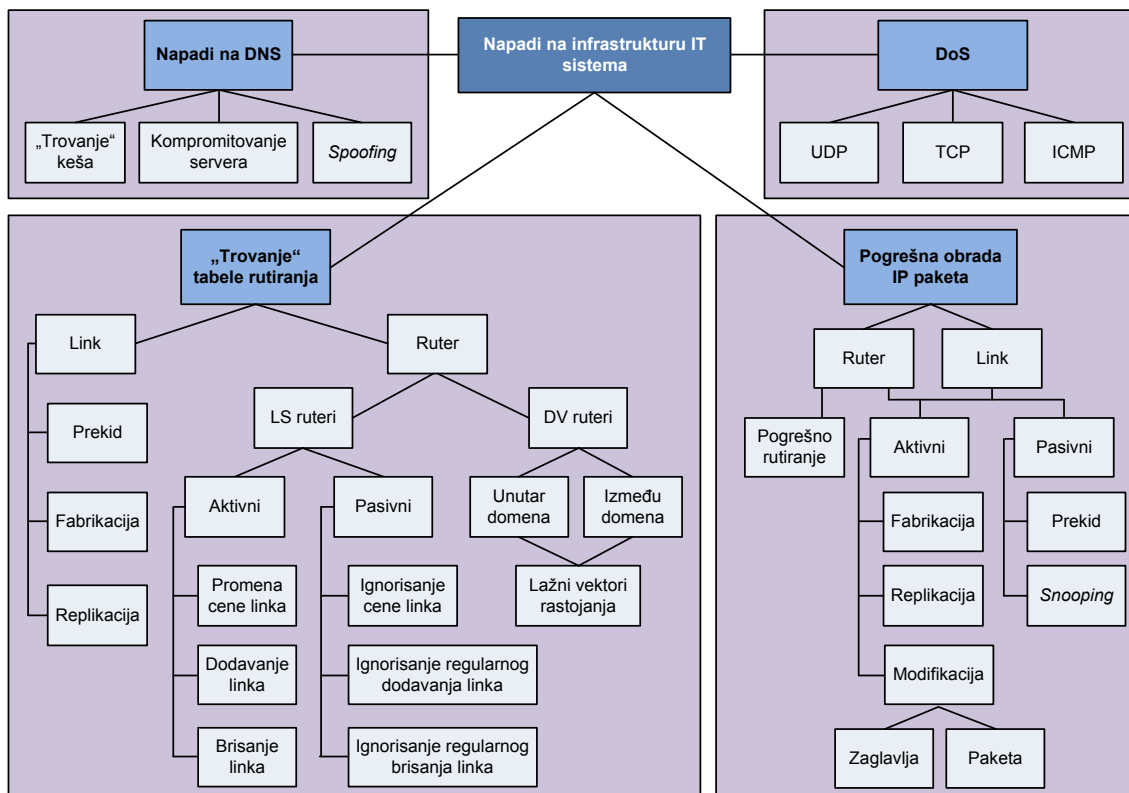 Napadi na DNS
Napadi na infrastrukturu IT
sistema
DoS
„Trovanje“
keša
Kompromitovanje
servera
Spoofing
UDP
TCP
ICMP
„Trovanje“
tabele rutiranja
Link
Ruter
Prekid
Fabrikacija
Replikacija
LS ruteri
DV ruteri
Aktivni
Pasivni
Unutar
domena
Između
domena
Promena
cene linka
Ignorisanje
cene linka
Lažni vektori
rastojanja
Dodavanje
linka
Ignorisanje regularnog
dodavanja linka
Brisanje
linka
Ignorisanje regularnog
brisanja linka
Pogrešna obrada
IP paketa
Ruter
Link
Pogrešno
rutiranje
Aktivni
Pasivni
Fabrikacija
Prekid
Replikacija
Snooping
Modifikacija
Zaglavlja
Paketa